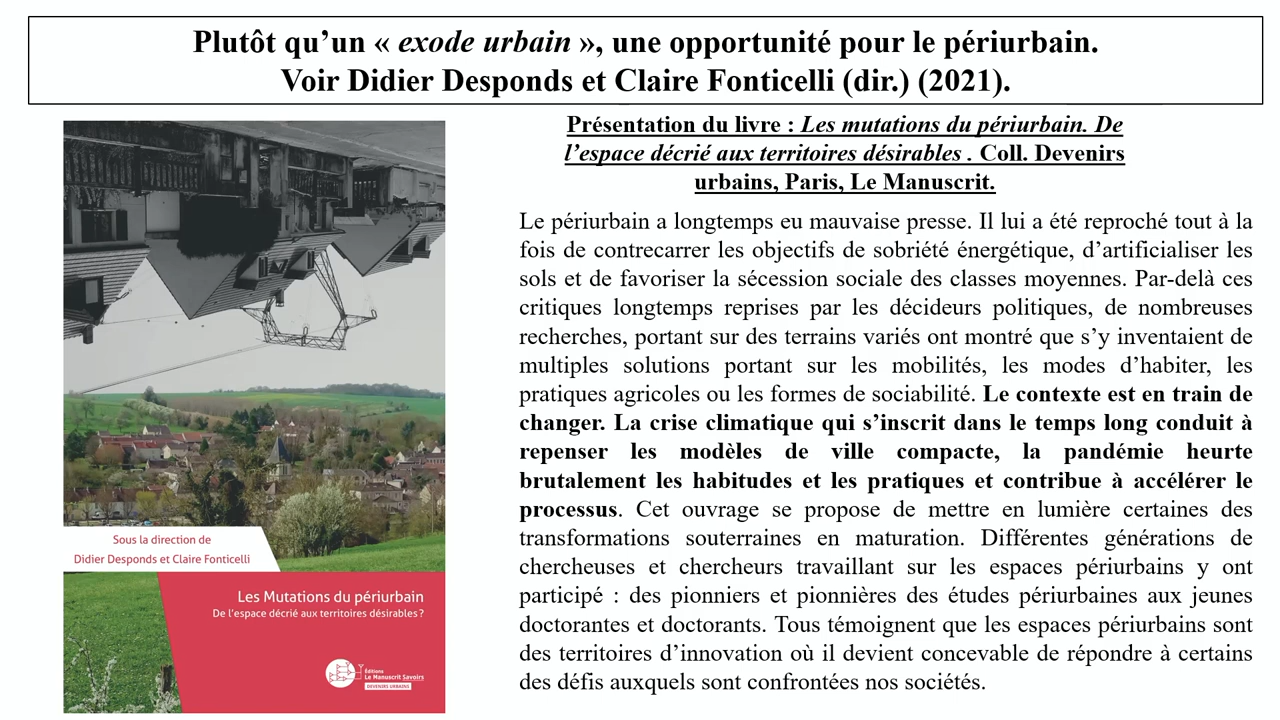 Plutôt qu’un « exode urbain », une opportunité pour le périurbain.
Voir Didier Desponds et Claire Fonticelli (dir.) (2021).
Présentation du livre : Les mutations du périurbain. De
l’espace décrié aux territoires désirables . Coll. Devenirs
urbains, Paris, Le Manuscrit.
Le périurbain a longtemps eu mauvaise presse. Il lui a été reproché tout à la
fois de contrecarrer les objectifs de sobriété énergétique, d’artificialiser les
sols et de favoriser la sécession sociale des classes moyennes. Par-delà ces
critiques longtemps reprises par les décideurs politiques, de nombreuses
recherches, portant sur des terrains variés ont montré que s’y inventaient de
multiples solutions portant sur les mobilités, les modes d’habiter, les
pratiques agricoles ou les formes de sociabilité. Le contexte est en train de
changer. La crise climatique qui s’inscrit dans le temps long conduit à
repenser les modèles de ville compacte, la pandémie heurte
brutalement les habitudes et les pratiques et contribue à accélérer le
processus. Cet ouvrage se propose de mettre en lumière certaines des
transformations souterraines en maturation. Différentes générations de
chercheuses et chercheurs travaillant sur les espaces périurbains y ont
participé : des pionniers et pionnières des études périurbaines aux jeunes
doctorantes et doctorants. Tous témoignent que les espaces périurbains sont
des territoires d’innovation où il devient concevable de répondre à certains
des défis auxquels sont confrontées nos sociétés.
Sous la direction de
Didier Desponds et Claire Fonticelli
Les Mutations du périurbain
De l’espace décrié aux territoires désirables ?
Éditions
Le Manuscrit Savoirs
DEVENIRS URBAINS